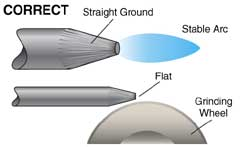 CORRECT
Straight Ground
Stable Arc
Flat
Grinding
Wheel